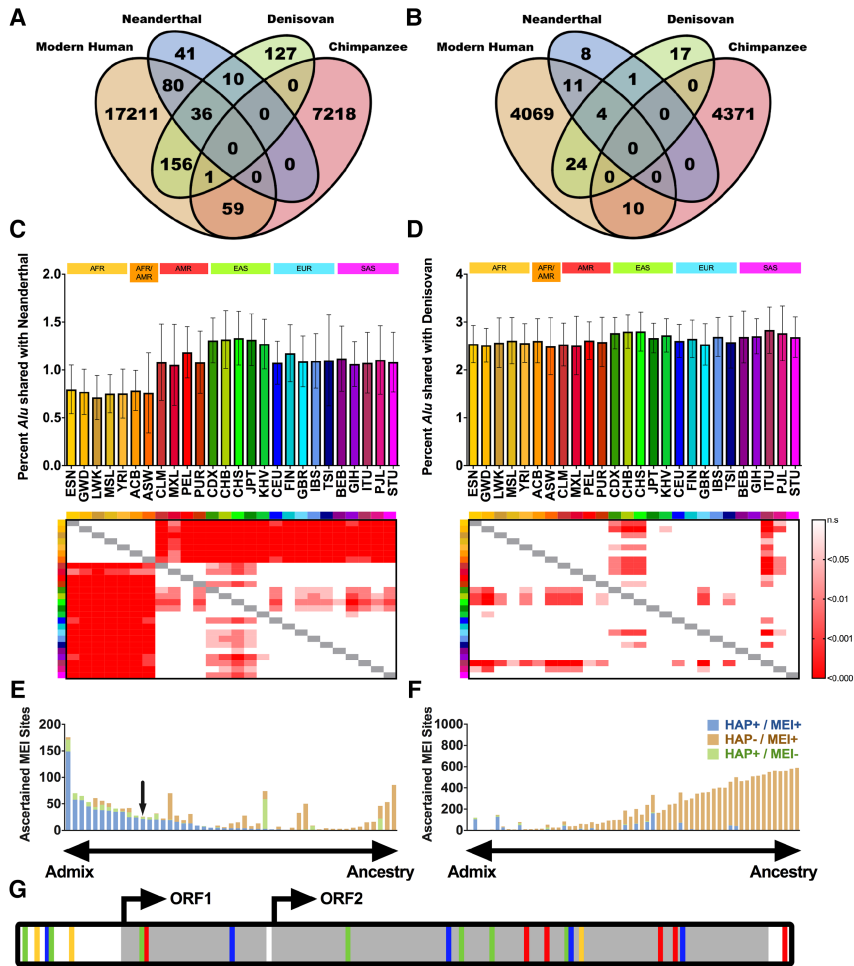 A
Neanderthal
Denisovan
Modern Human
Chimpanzee
41
127
80
10
0
17211
36
0
7218
0
156
1
0
0
59
B
Neanderthal
Denisovan
Modern Human
Chimpanzee
8
17
11
1
0
4069
4
0
4371
0
24
0
0
0
10
C
AFR
AFR/
AMR
AMR
EAS
EUR
SAS
Percent Alu shared with Neanderthal
2.0
1.5
1.0
0.5
0.0
ESN GWD LWK MSL YRI ACB ASW CLM MXL PEL PUR CDX CHB CHS JPT KHV CEU FIN GBR IBS TSI BEB GIH ITU PJL STU
D
AFR
AFR/
AMR
AMR
EAS
EUR
SAS
Percent Alu shared with Denisovan
4
3
2
1
0
ESN GWD LWK MSL YRI ACB ASW CLM MXL PEL PUR CDX CHB CHS JPT KHV CEU FIN GBR IBS TSI BEB GIH ITU PJL STU
n.s
<0.05
<0.01
<0.001
<0.000
E
Ascertained MEI Sites
200
150
100
50
0
Admix
Ancestry
F
Ascertained MEI Sites
1000
800
600
400
200
0
HAP+ / MEI+
HAP- / MEI+
HAP+ / MEI-
Admix
Ancestry
G
ORF1
ORF2